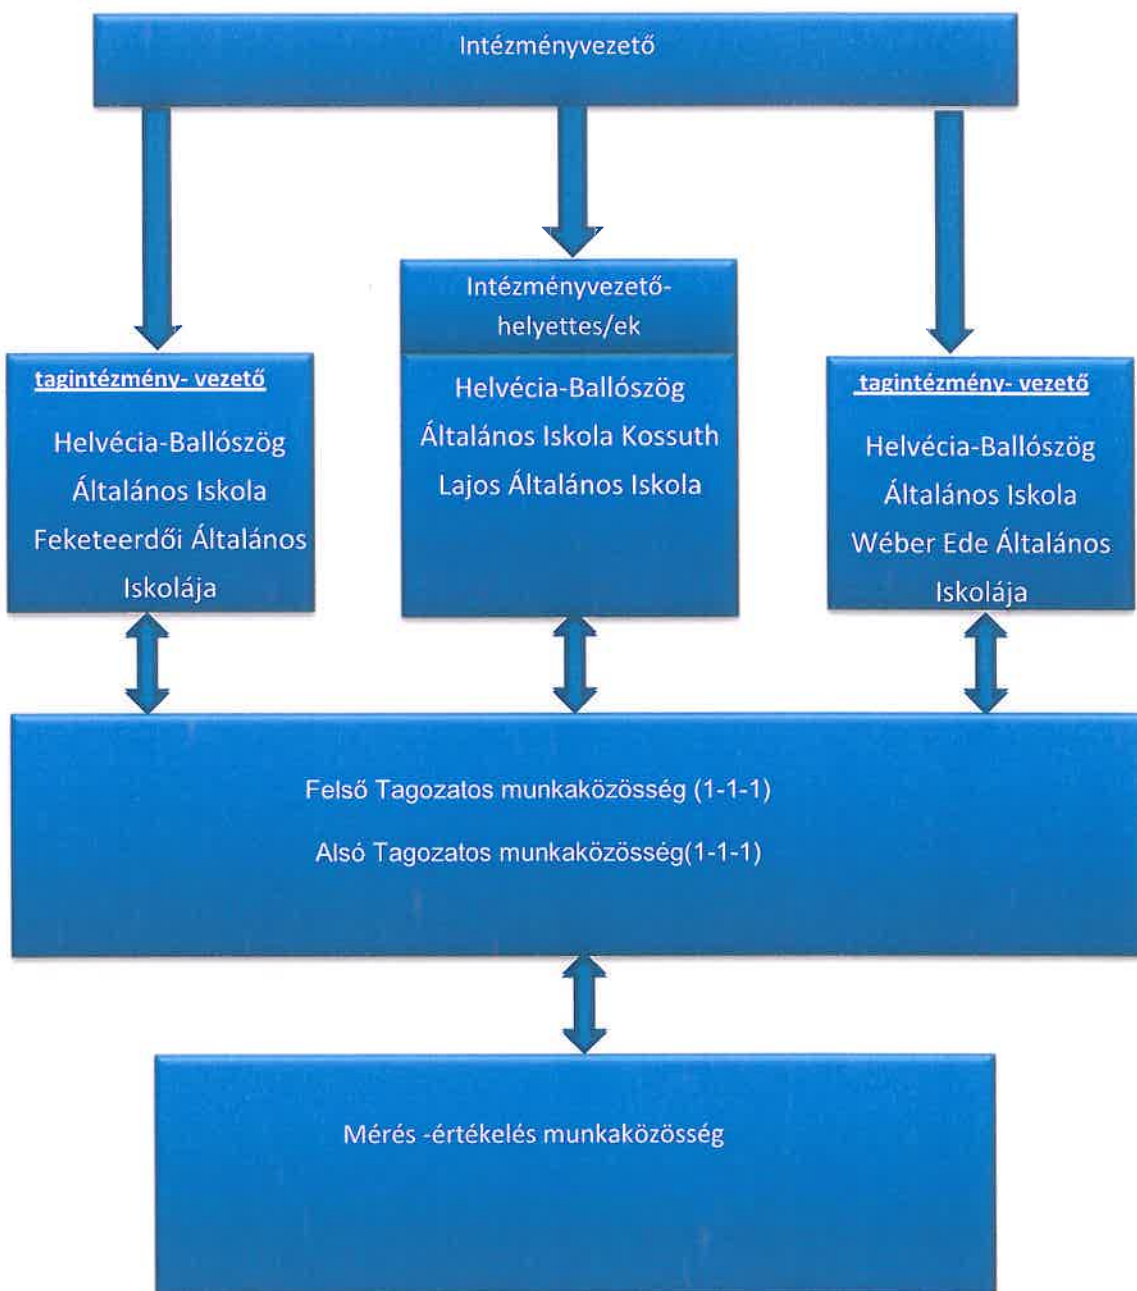 Intézményvezető
Intézményvezető-
helyettes/ek
tagintézmény- vezető
Helvécia-Ballószög
Általános Iskola
Feketeerdői Általános
Iskolája
Helvécia-Ballószög
Általános Iskola Kossuth
Lajos Általános Iskola
tagintézmény- vezető
Helvécia-Ballószög
Általános Iskola
Wéber Ede Általános
Iskolája
Felső Tagozatos munkaközösség (1-1-1)
Alsó Tagozatos munkaközösség(1-1-1)
Mérés -értékelés munkaközösség